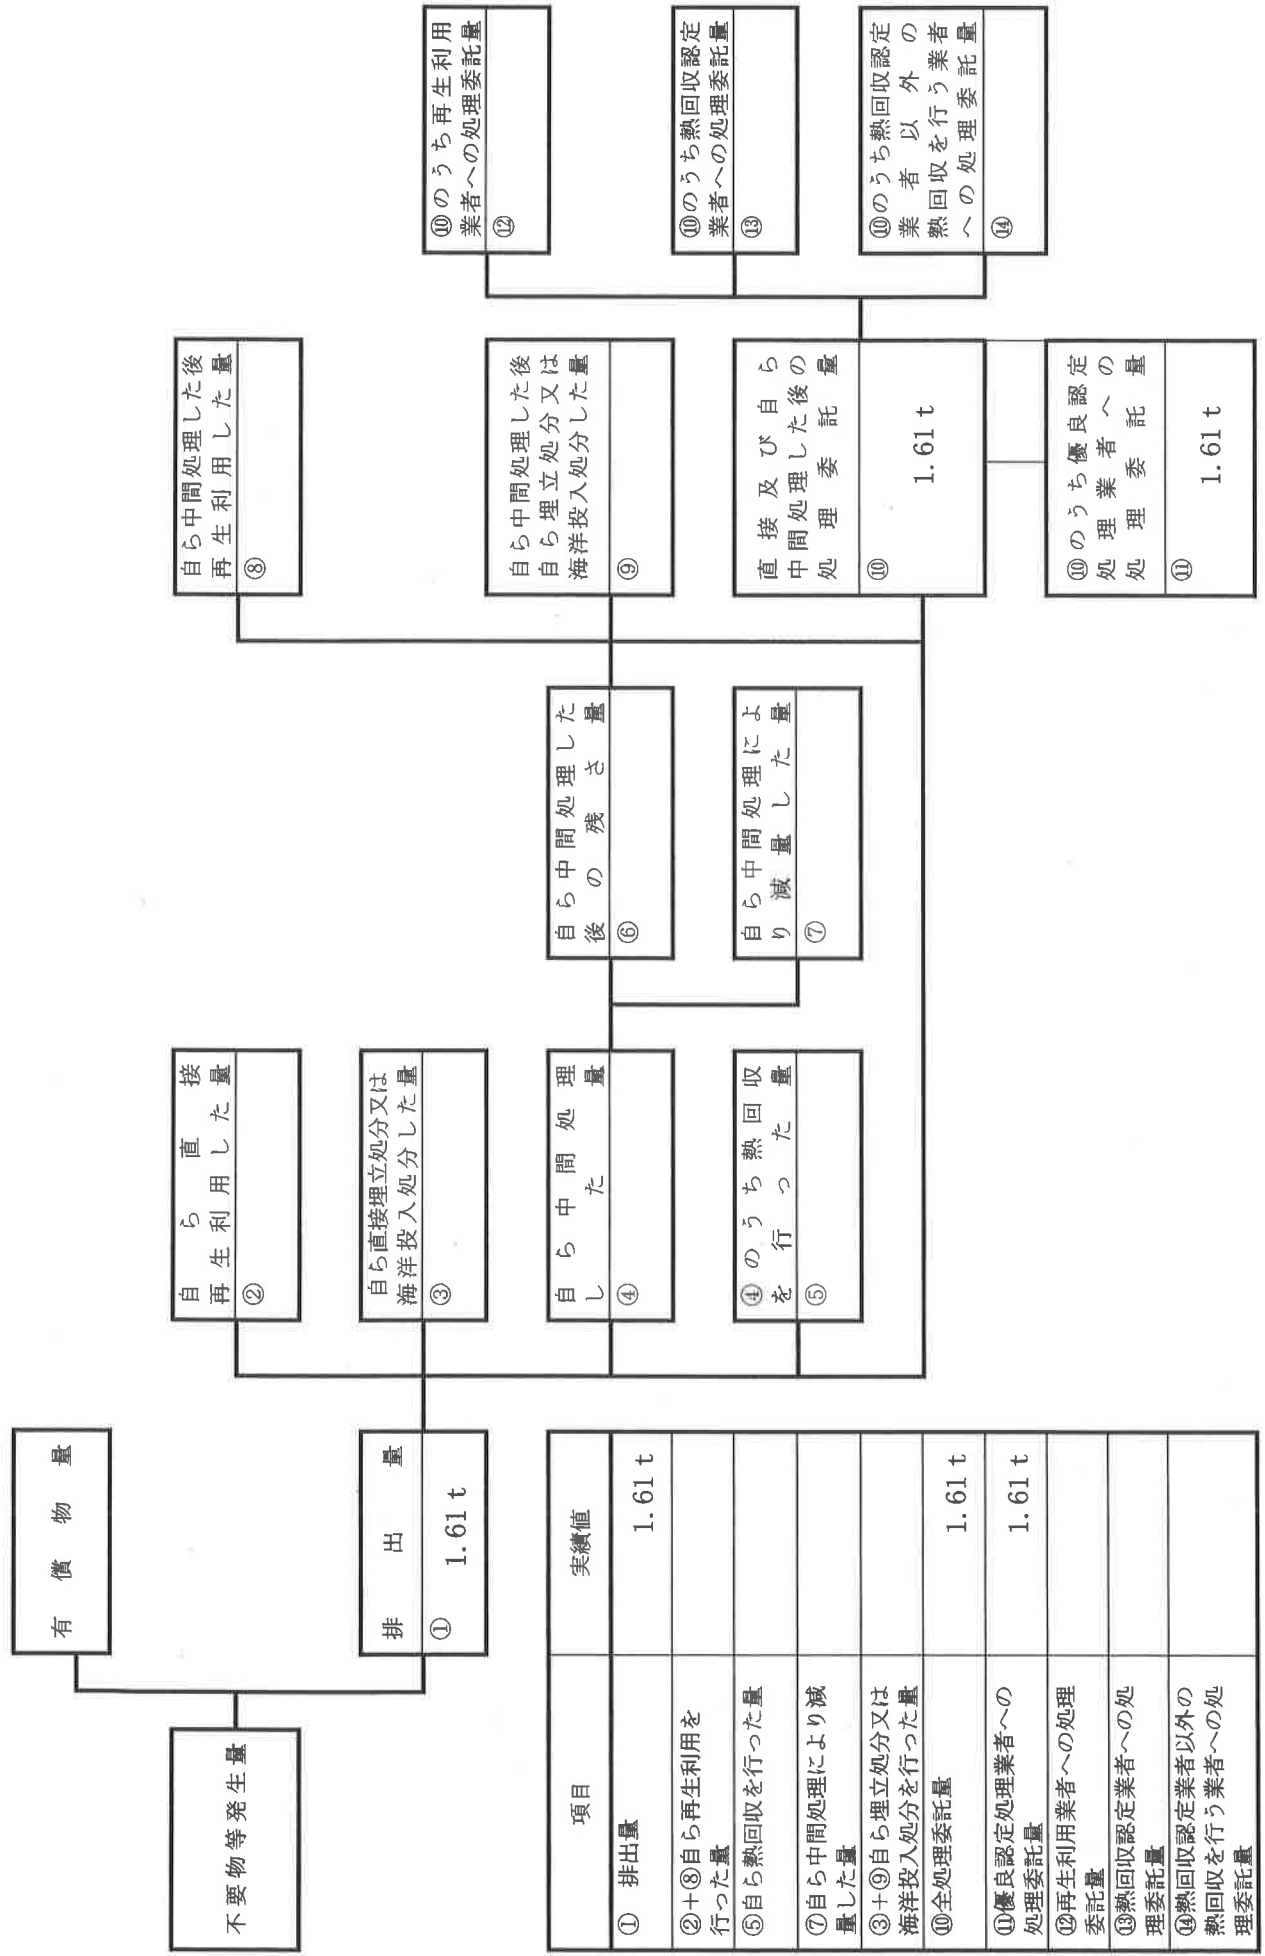 不要物等発生量
有償物量
排出量
① 1.61 t
自ら直接
再生利用した量
②
自ら直接埋立処分又は
海洋投入処分した量
③
自ら中間処理
した量
④
④のうち熱回収
を行った量
⑤
自ら中間処理した
後の残さ量
⑥
自ら中間処理によ
り減量した量
⑦
自ら中間処理した後
再生利用した量
⑧
自ら中間処理した後
自ら埋立処分又は
海洋投入処分した量
⑨
直接及び自ら
中間処理した後の
処理委託量
⑩ 1.61 t
⑩のうち優良認定
処理業者への
処理委託量
⑪ 1.61 t
⑩のうち再生利用
業者への処理委託量
⑫
⑩のうち熱回収認定
業者への処理委託量
⑬
⑩のうち熱回収認定
業者以外の
熱回収を行う業者
への処理委託量
⑭
項目 実績値
① 排出量 1.61 t
②+⑧自ら再生利用を
行った量
⑤自ら熱回収を行った量
⑦自ら中間処理により減
量した量
③+⑨自ら埋立処分又は
海洋投入処分を行った量
⑩全処理委託量 1.61 t
⑪優良認定処理業者への
処理委託量 1.61 t
⑫再生利用業者への処理
委託量
⑬熱回収認定業者への処
理委託量
⑭熱回収認定業者以外の
熱回収を行う業者への処
理委託量